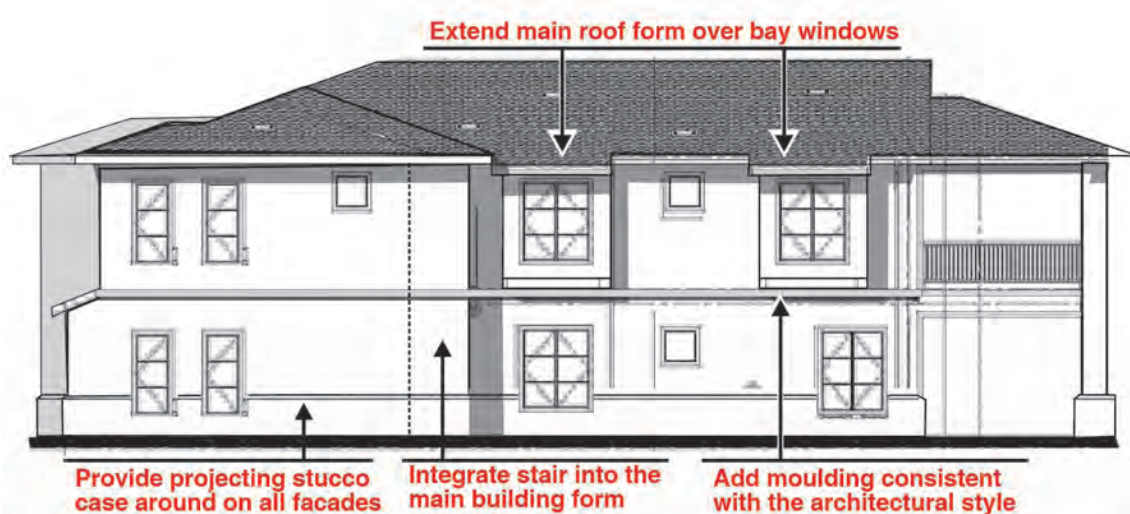 Extend main roof form over bay windows
Provide projecting stucco
case around on all facades
Integrate stair into the
main building form
Add moulding consistent
with the architectural style